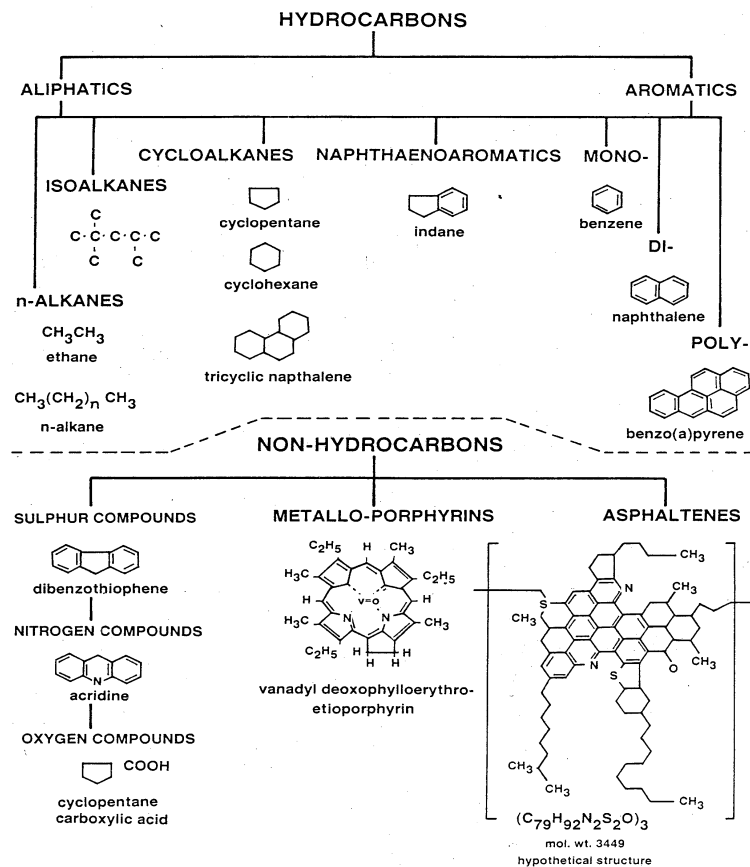 HYDROCARBONS
ALIPHATICS
AROMATICS
CYCLOALKANES
NAPHTHAENOAROMATICS
MONO-
ISOALKANES
cyclopentane
indane
benzene
C
C·C·C·C·C
C C
DI-
cyclohexane
n-ALKANES
naphthalene
CH₃CH₃
ethane
POLY-
tricyclic napthalene
CH₃(CH₂)ₙ CH₃
n-alkane
benzo(a)pyrene
NON-HYDROCARBONS
SULPHUR COMPOUNDS
dibenzothiophene
NITROGEN COMPOUNDS
N
acridine
OXYGEN COMPOUNDS
COOH
cyclopentane
carboxylic acid
METALLO-PORPHYRINS
C₂H₅ H CH₃
H₃C C₂H₅
H V=O H
N N
H₃C CH₃
C₂H₅ H H
H H
vanadyl deoxophylloerythro-
etioporphyrin
ASPHALTENES
CH₃
N
S CH₃
CH₃
O
N CH₃
S
CH₃
CH₃
CH₃
(C₇₉H₉₂N₂S₂O)₃
mol. wt. 3449
hypothetical structure